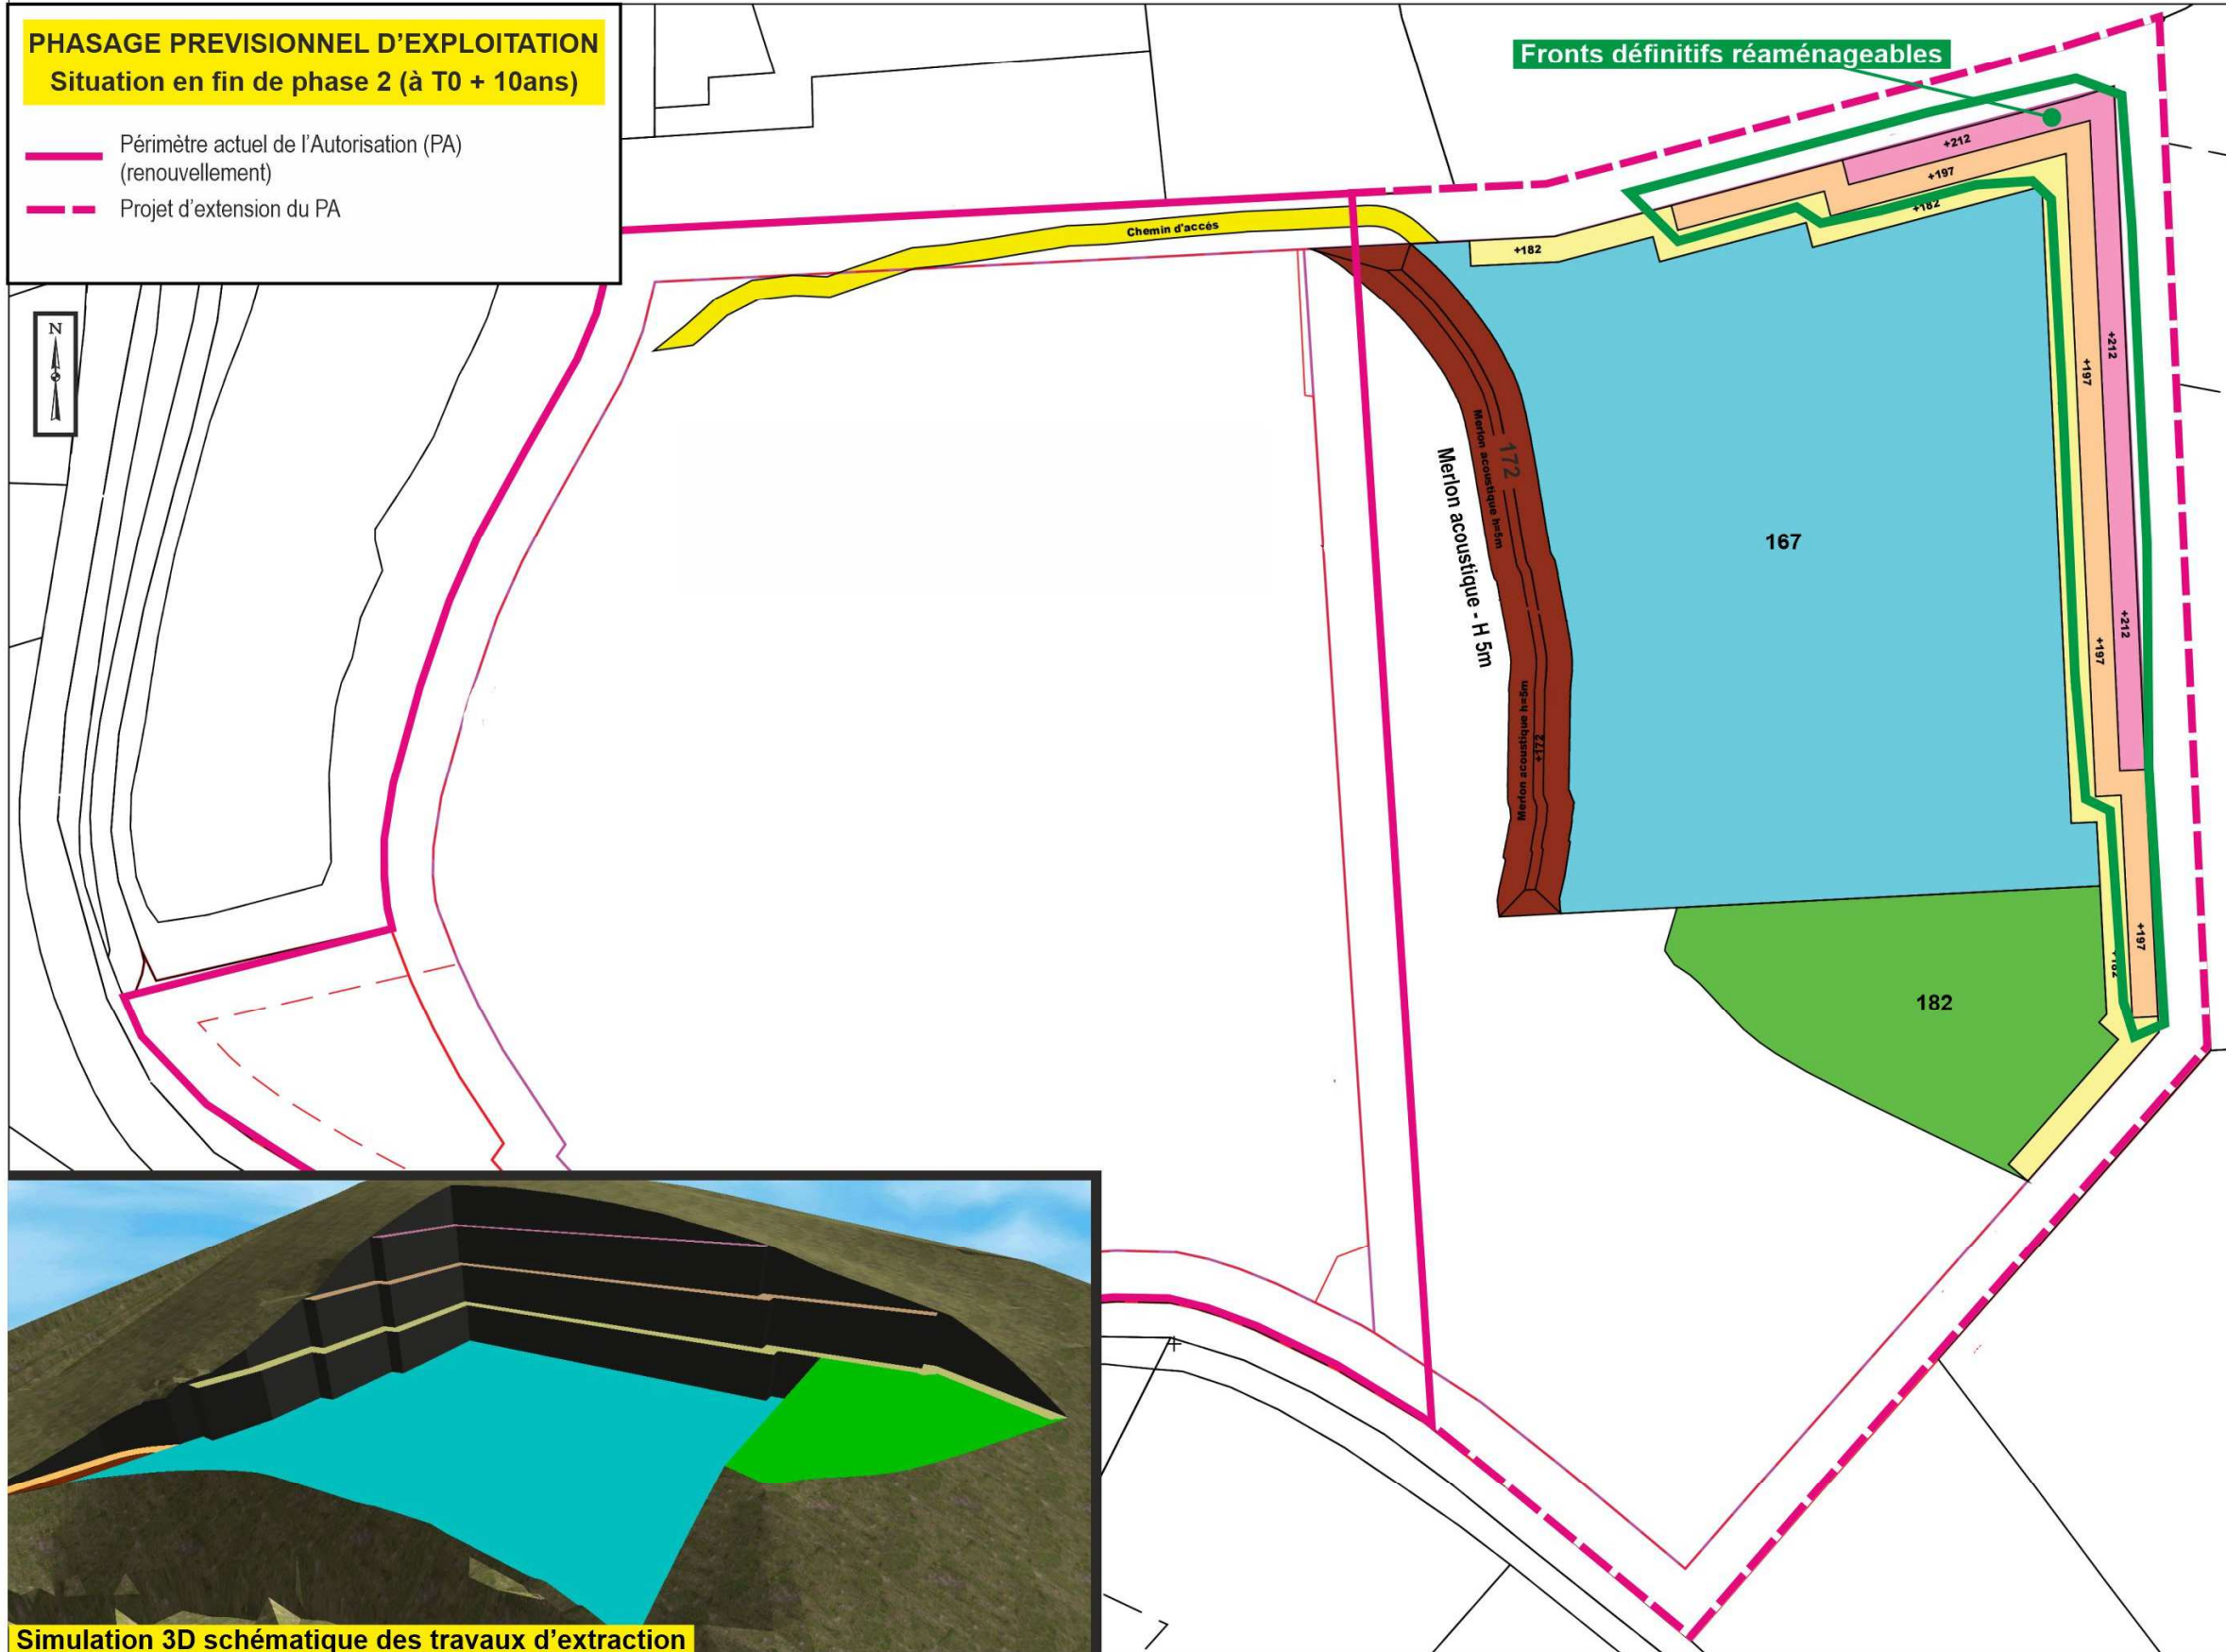 PHASAGE PREVISIONNEL D'EXPLOITATION
Situation en fin de phase 2 (à T0 + 10ans)
Périmètre actuel de l'Autorisation (PA)
(renouvellement)
Projet d'extension du PA
N
Fronts définitifs réaménageables
Chemin d'accés
+212
+197
+182
+182
+212
+197
172
Merlon acoustique h=5m
Merlon acoustique - H 5m
167
+212
+197
Merlon acoustique h=5m
+172
+197
+182
182
Simulation 3D schématique des travaux d'extraction